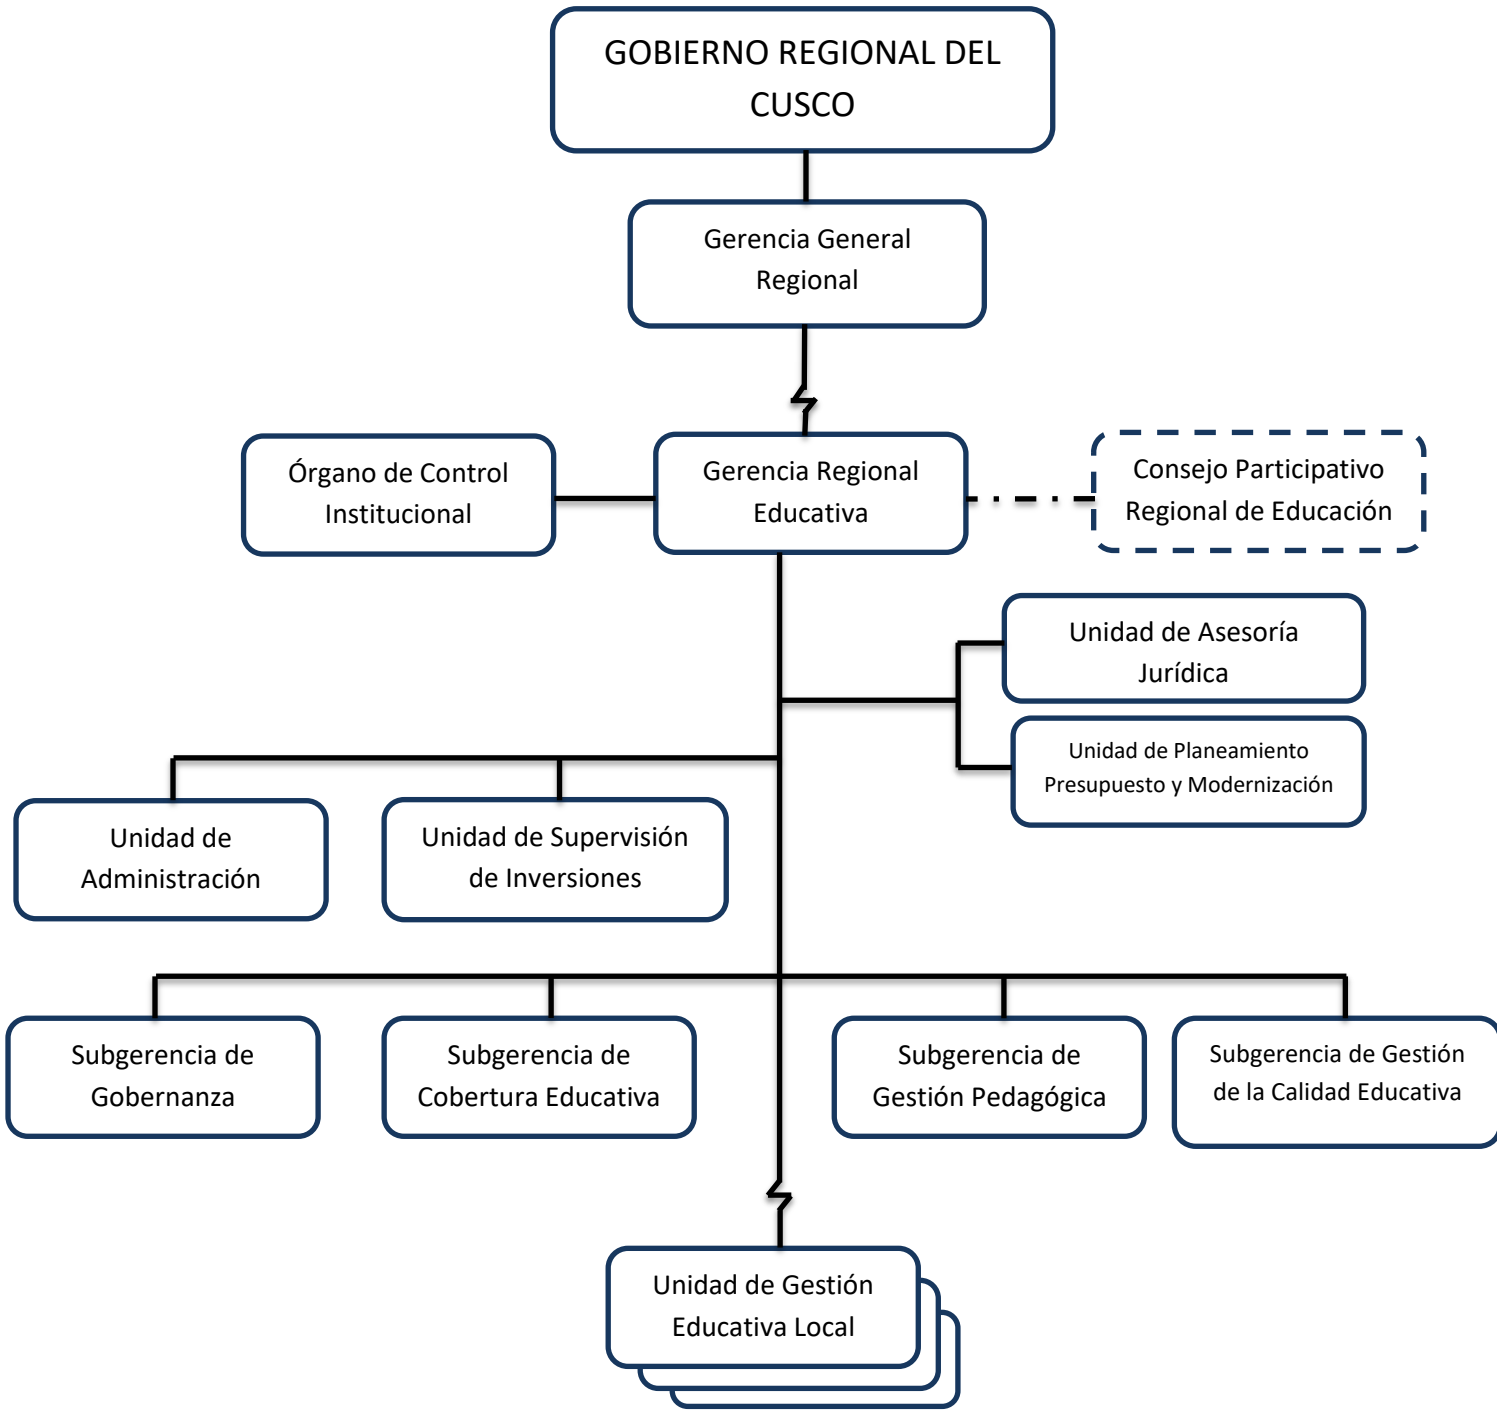 GOBIERNO REGIONAL DEL
CUSCO
Gerencia General
Regional
Órgano de Control
Institucional
Gerencia Regional
Educativa
Consejo Participativo
Regional de Educación
Unidad de Asesoría
Jurídica
Unidad de Planeamiento
Presupuesto y Modernización
Unidad de
Administración
Unidad de Supervisión
de Inversiones
Subgerencia de
Gobernanza
Subgerencia de
Cobertura Educativa
Subgerencia de
Gestión Pedagógica
Subgerencia de Gestión
de la Calidad Educativa
Unidad de Gestión
Educativa Local